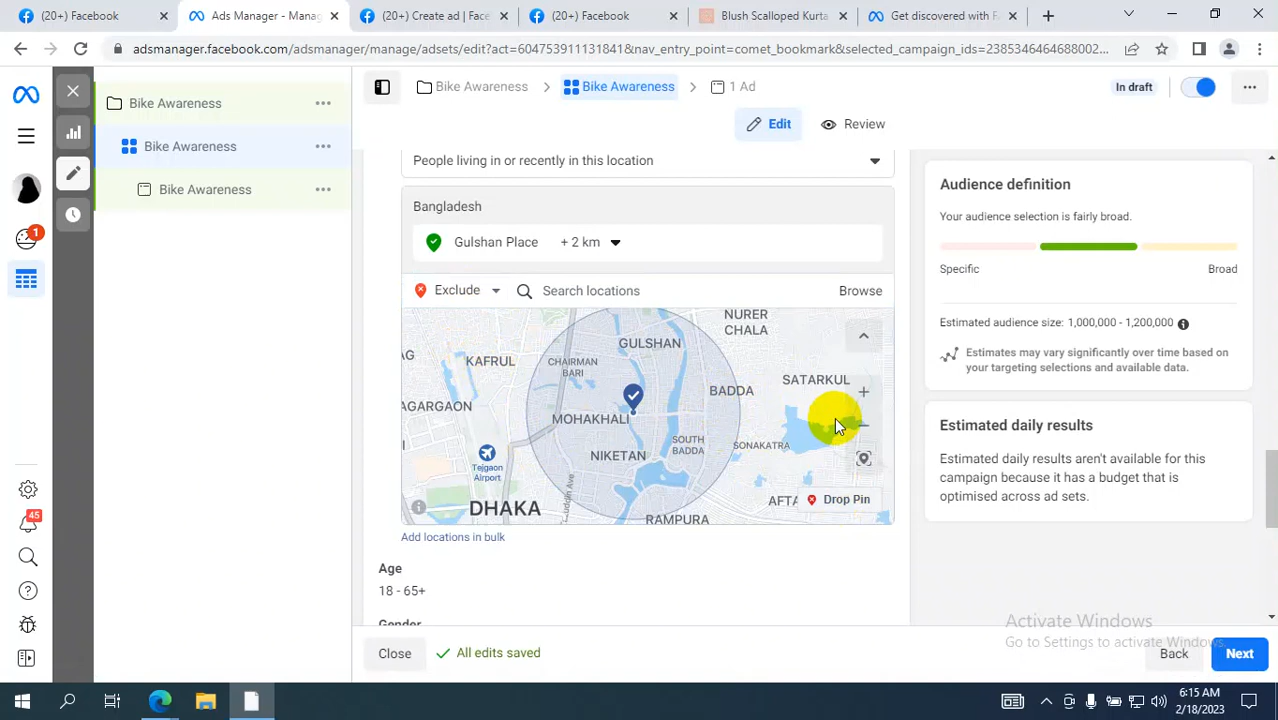 (20+) Facebook
Ads Manager - Manag
(20+) Create ad | Face
(20+) Facebook
Blush Scalloped Kurta
Get discovered with FA
adsmanager.facebook.com/adsmanager/manage/adsets/edit?act=604753911131841&nav_entry_point=comet_bookmark&selected_campaign_ids=2385346464688002...
Bike Awareness
Bike Awareness
1 Ad
In draft
Edit
Review
Bike Awareness
Bike Awareness
Bike Awareness
1
45
People living in or recently in this location
Bangladesh
Gulshan Place
+ 2 km
Exclude
Search locations
Browse
NURER
CHALA
GULSHAN
AG
KAFRUL
CHAIRMAN
BARI
SATARKUL
BADDA
AGARGAON
MOHAKHALI
SOUTH
BADDA
SONAKATRA
NIKETAN
Tejgaon
Airport
AFTA
Drop Pin
DHAKA
RAMPURA
Add locations in bulk
Age
18 - 65+
Gender
Close
All edits saved
Back
Next
Audience definition
Your audience selection is fairly broad.
Specific
Broad
Estimated audience size: 1,000,000 - 1,200,000
Estimates may vary significantly over time based on
your targeting selections and available data.
Estimated daily results
Estimated daily results aren't available for this
campaign because it has a budget that is
optimised across ad sets.
Activate Windows
Go to Settings to activate Windows.
6:15 AM
2/18/2023